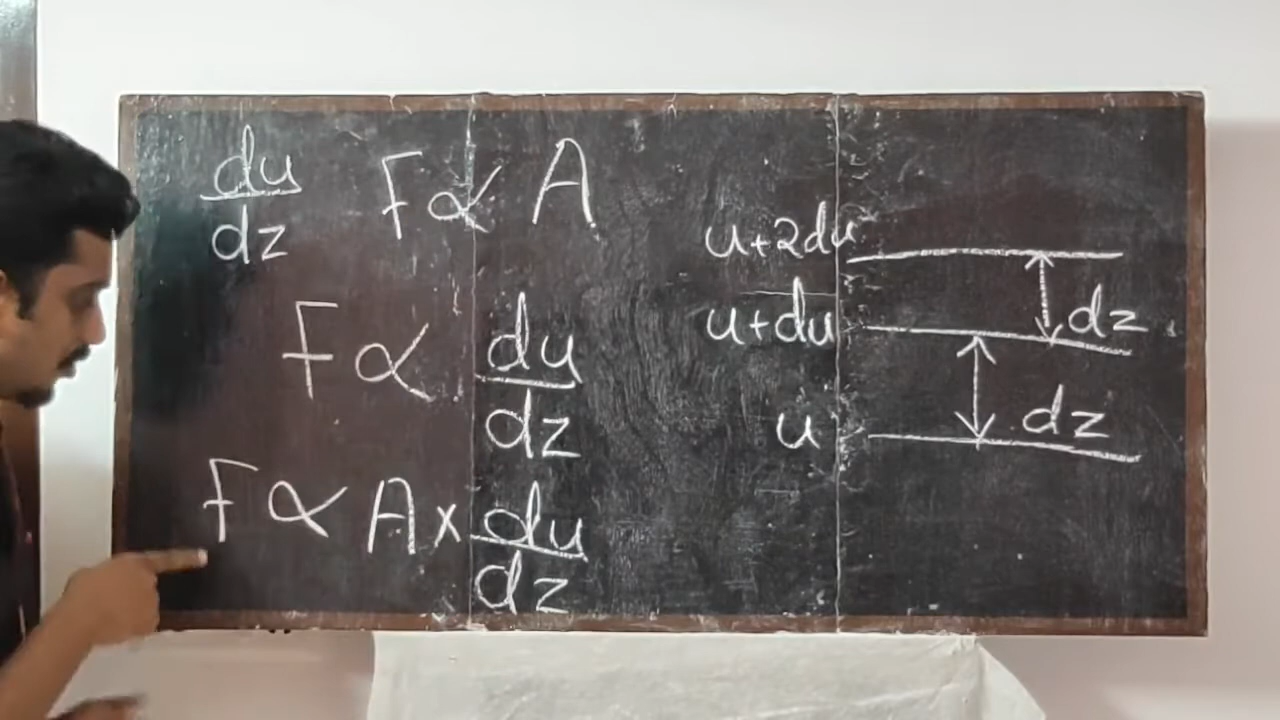 du/dz F ∝ A
F ∝ du/dz
F ∝ A × du/dz
u+2du
dz
u+du
dz
u